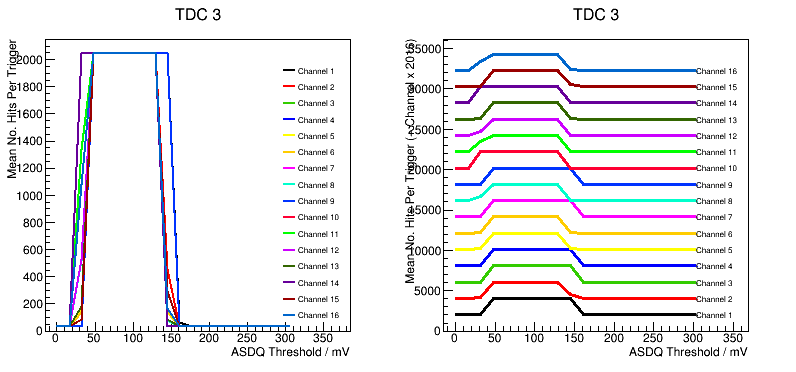 TDC 3
Mean No. Hits Per Trigger
2000
1800
1600
1400
1200
1000
800
600
400
200
0
0 50 100 150 200 250 300 350
ASDQ Threshold / mV
Channel 1
Channel 2
Channel 3
Channel 4
Channel 5
Channel 6
Channel 7
Channel 8
Channel 9
Channel 10
Channel 11
Channel 12
Channel 13
Channel 14
Channel 15
Channel 16
TDC 3
Mean No. Hits Per Trigger (+ Channel x 2016)
35000
30000
25000
20000
15000
10000
5000
0
0 50 100 150 200 250 300 350
ASDQ Threshold / mV
Channel 16
Channel 15
Channel 14
Channel 13
Channel 12
Channel 11
Channel 10
Channel 9
Channel 8
Channel 7
Channel 6
Channel 5
Channel 4
Channel 3
Channel 2
Channel 1